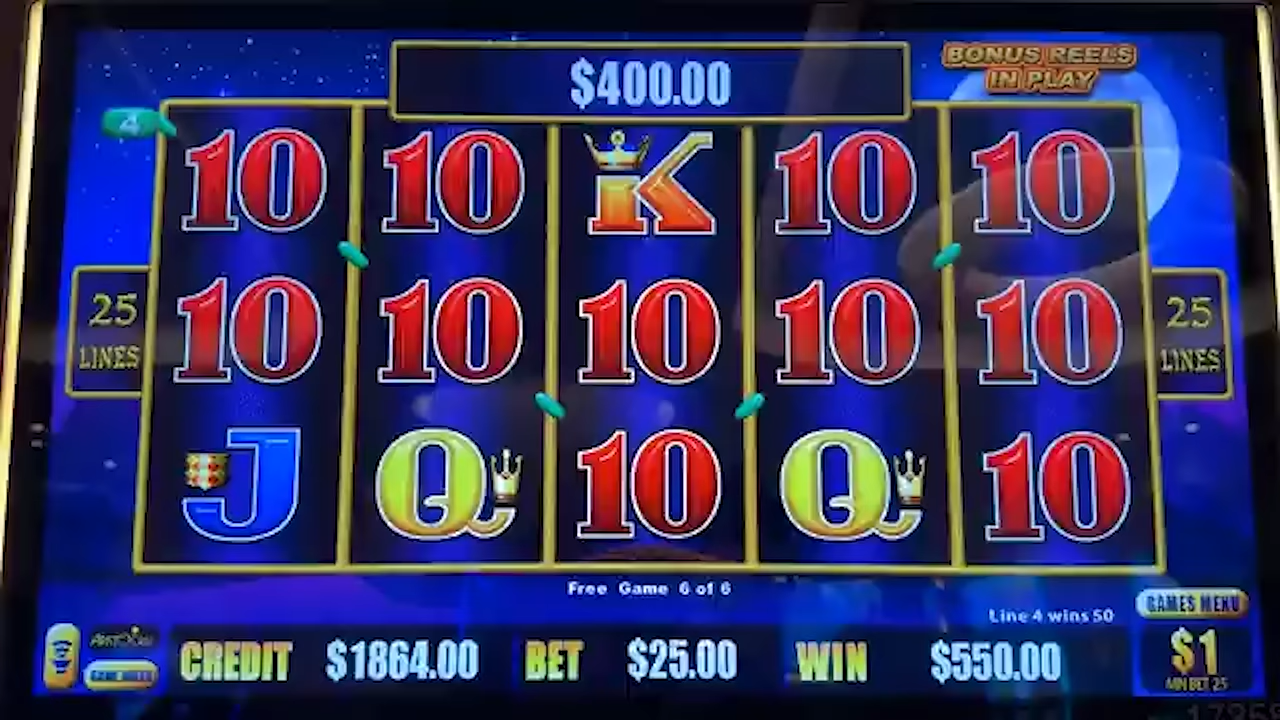 $400.00
BONUS REELS
IN PLAY
4
10 10 K 10 10
25
LINES
10 10 10 10 10
25
LINES
J Q 10 Q 10
Free Game 6 of 6
Line 4 wins 50
GAMES MENU
CREDIT $1864.00 BET $25.00 WIN $550.00
$1
MIN BET 25